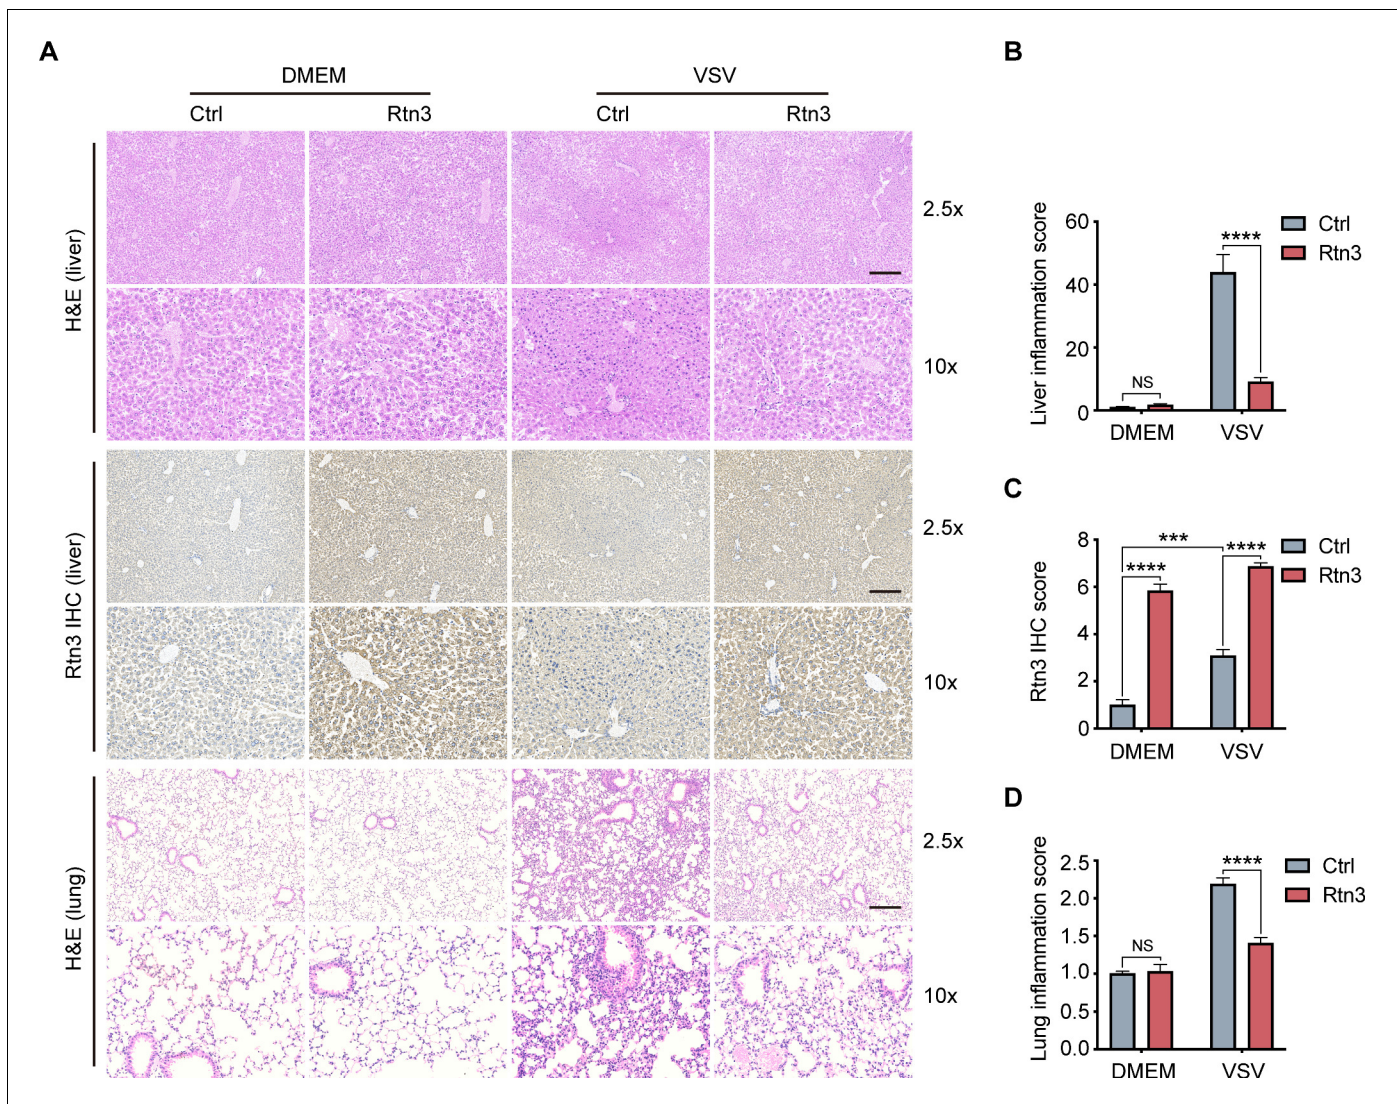 A
DMEM
VSV
Ctrl
Rtn3
Ctrl
Rtn3
H&E (liver)
2.5x
10x
Rtn3 IHC (liver)
2.5x
10x
H&E (lung)
2.5x
10x
B
Liver inflammation score
60
40
20
0
NS
****
DMEM
VSV
Ctrl
Rtn3
C
Rtn3 IHC score
8
6
4
2
0
***
****
****
DMEM
VSV
Ctrl
Rtn3
D
Lung inflammation score
2.5
2.0
1.5
1.0
0.5
0.0
NS
****
DMEM
VSV
Ctrl
Rtn3